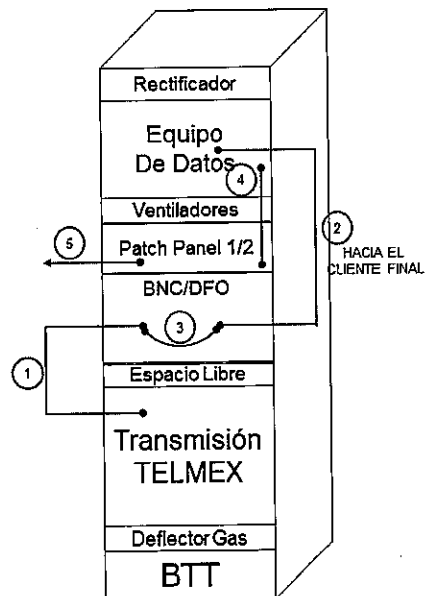 Rectificador
Equipo
De Datos
4
Ventiladores
5
Patch Panel 1/2
2
HACIA EL
CLIENTE FINAL
BNC/DFO
3
1
Espacio Libre
Transmisión
TELMEX
Deflector Gas
BTT